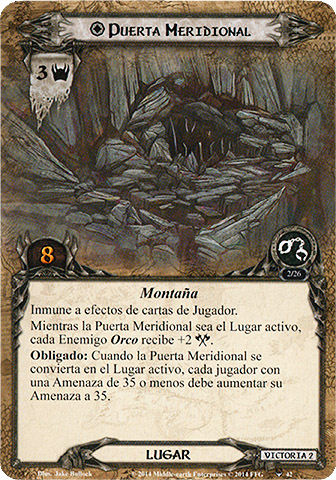 Puerta Meridional
3
8
2/26
Montaña
Inmune a efectos de cartas de Jugador.
Mientras la Puerta Meridional sea el Lugar activo,
cada Enemigo Orco recibe +2 .
Obligado: Cuando la Puerta Meridional se
convierta en el Lugar activo, cada jugador con
una Amenaza de 35 o menos debe aumentar su
Amenaza a 35.
LUGAR
VICTORIA 2
Illus. Jake Bullock
© 2014 Middle-earth Enterprises © 2014 FFG
42